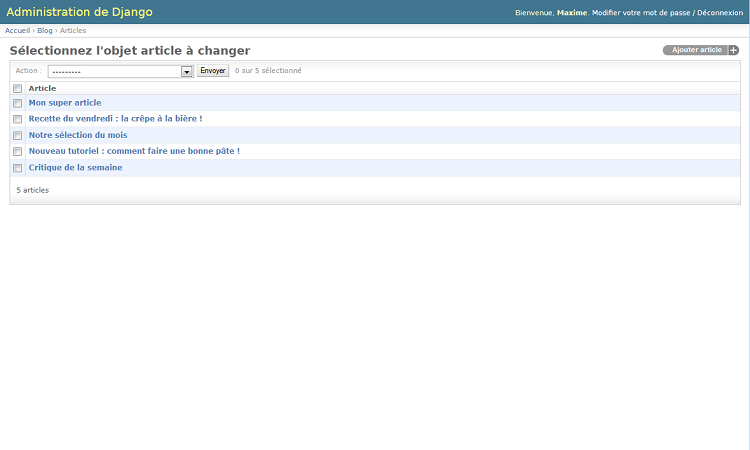 Administration de Django
Bienvenue, Maxime. Modifier votre mot de passe / Déconnexion
Accueil › Blog › Articles
Sélectionnez l'objet article à changer
Ajouter article +
Action : --------- Envoyer 0 sur 5 sélectionné
Article
Mon super article
Recette du vendredi : la crêpe à la bière !
Notre sélection du mois
Nouveau tutoriel : comment faire une bonne pâte !
Critique de la semaine
5 articles